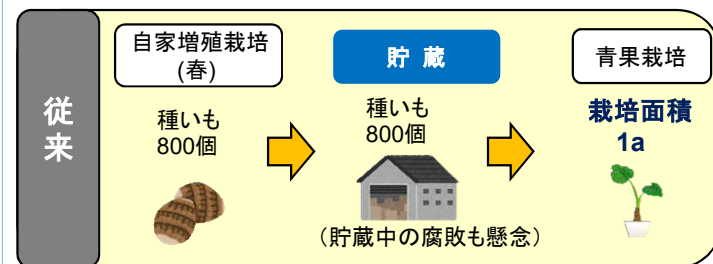 従来
自家増殖栽培
(春)
種いも
800個
貯 蔵
種いも
800個
（貯蔵中の腐敗も懸念）
青果栽培
栽培面積
1a